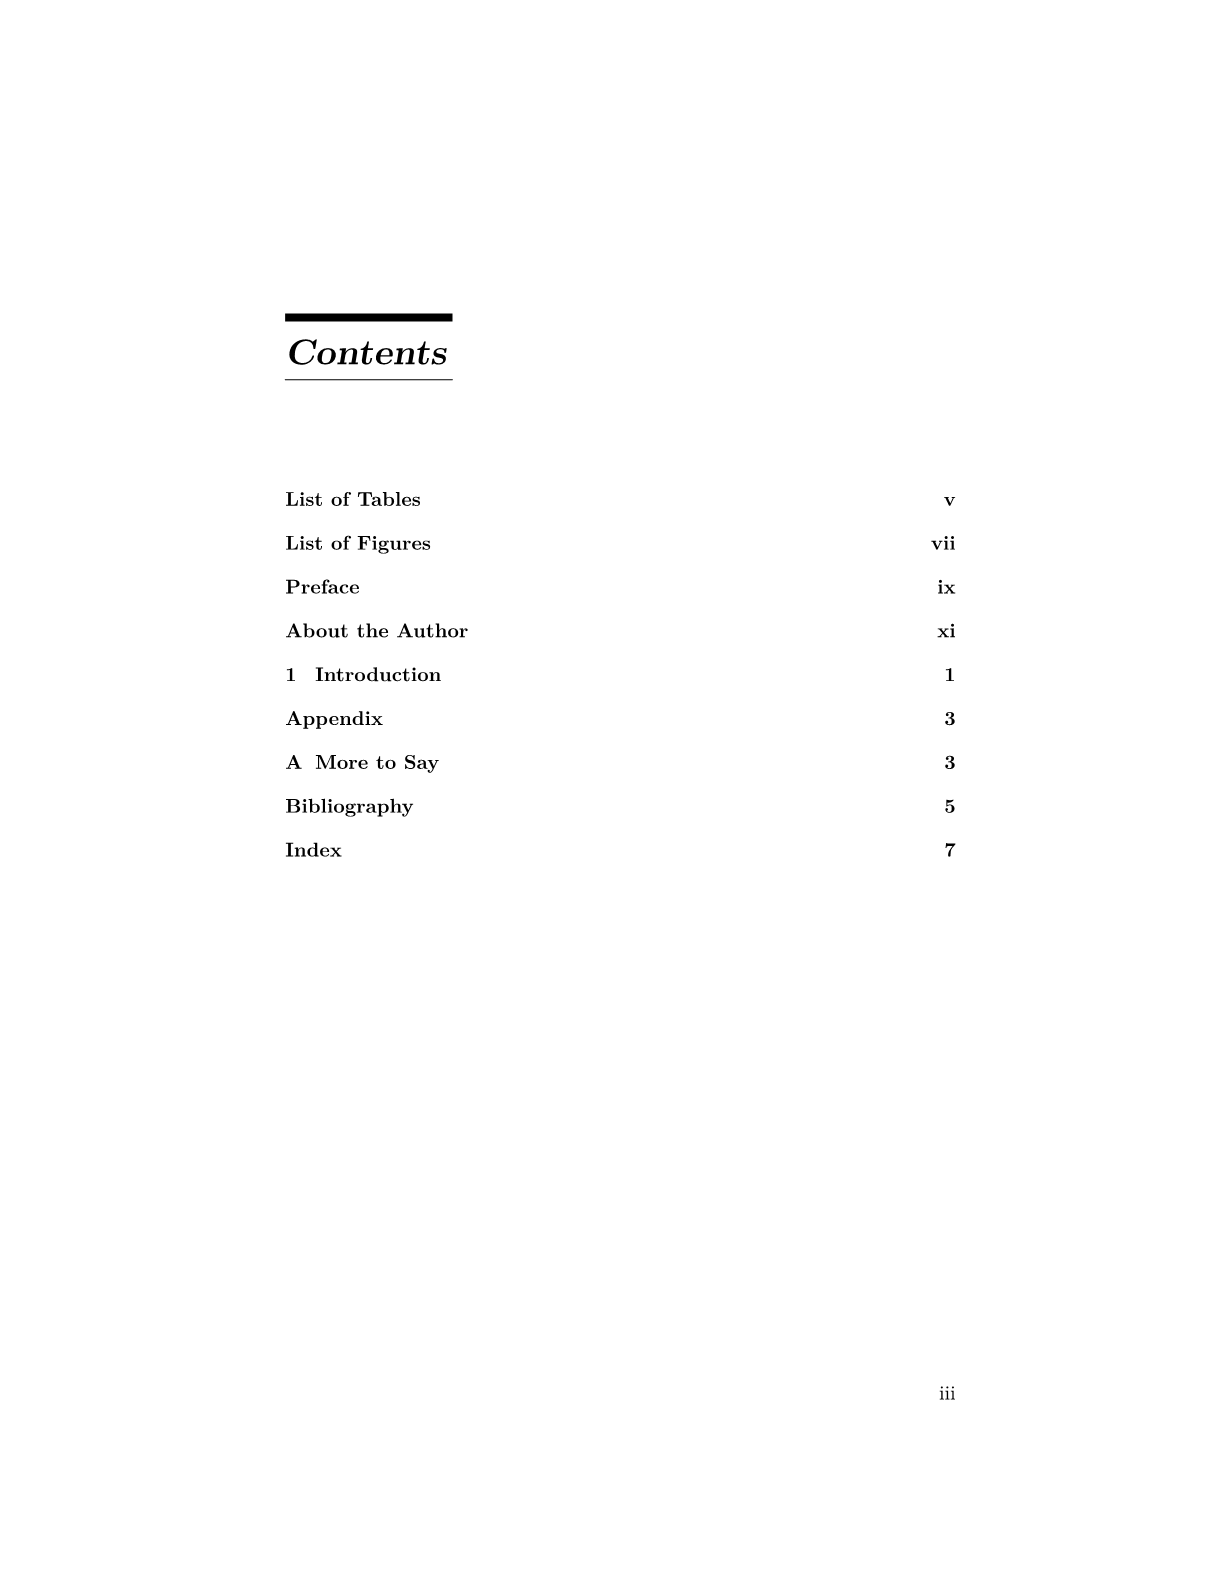 Contents
List of Tables v
List of Figures vii
Preface ix
About the Author xi
1 Introduction 1
Appendix 3
A More to Say 3
Bibliography 5
Index 7
iii